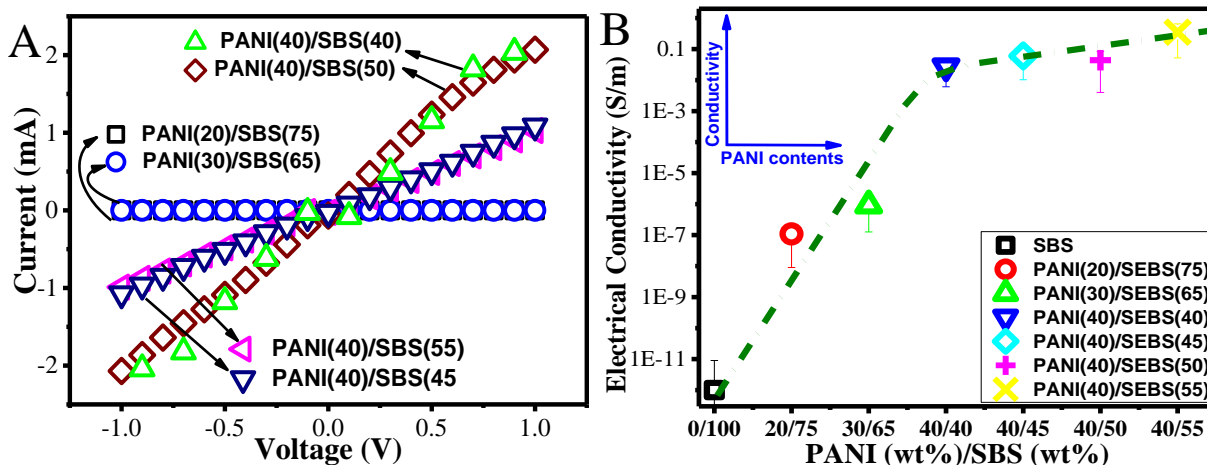 A
PANI(40)/SBS(40)
PANI(40)/SBS(50)
PANI(20)/SBS(75)
PANI(30)/SBS(65)
PANI(40)/SBS(55)
PANI(40)/SBS(45
Current (mA)
2
1
0
-1
-2
-1.0
-0.5
0.0
0.5
1.0
Voltage (V)
B
Electrical Conductivity (S/m)
0.1
1E-3
1E-5
1E-7
1E-9
1E-11
Conductivity
PANI contents
SBS
PANI(20)/SEBS(75)
PANI(30)/SEBS(65)
PANI(40)/SEBS(40)
PANI(40)/SEBS(45)
PANI(40)/SEBS(50)
PANI(40)/SEBS(55)
0/100
20/75
30/65
40/40
40/45
40/50
40/55
PANI (wt%)/SBS (wt%)